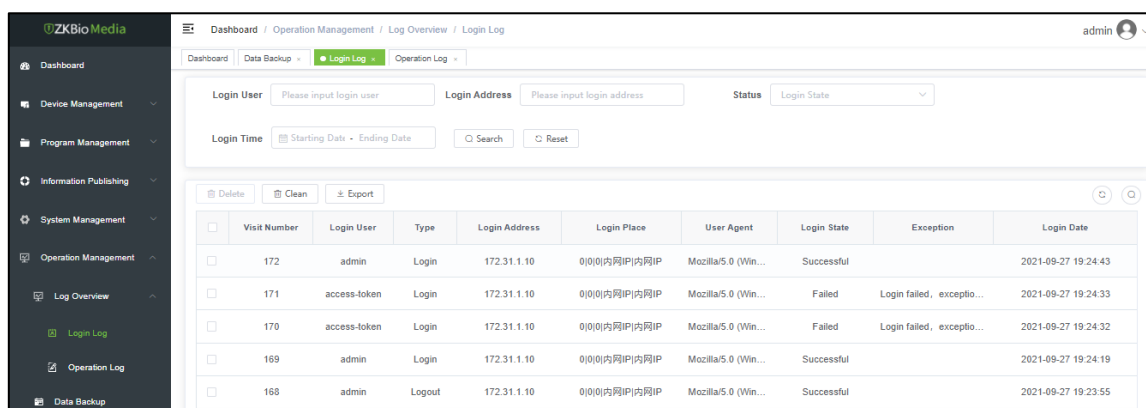 ZKBio Media
Dashboard / Operation Management / Log Overview / Login Log
admin
Dashboard
Data Backup ×
Login Log ×
Operation Log ×
Dashboard
Device Management
Program Management
Information Publishing
System Management
Operation Management
Log Overview
Login Log
Operation Log
Data Backup
Login User Please input login user Login Address Please input login address Status Login State
Login Time Starting Date - Ending Date Search Reset
Delete Clean Export
Visit Number Login User Type Login Address Login Place User Agent Login State Exception Login Date
172 admin Login 172.31.1.10 0|0|0|内网IP|内网IP Mozilla/5.0 (Win... Successful 2021-09-27 19:24:43
171 access-token Login 172.31.1.10 0|0|0|内网IP|内网IP Mozilla/5.0 (Win... Failed Login failed，exceptio... 2021-09-27 19:24:33
170 access-token Login 172.31.1.10 0|0|0|内网IP|内网IP Mozilla/5.0 (Win... Failed Login failed，exceptio... 2021-09-27 19:24:32
169 admin Login 172.31.1.10 0|0|0|内网IP|内网IP Mozilla/5.0 (Win... Successful 2021-09-27 19:24:19
168 admin Logout 172.31.1.10 0|0|0|内网IP|内网IP Mozilla/5.0 (Win... Successful 2021-09-27 19:23:55